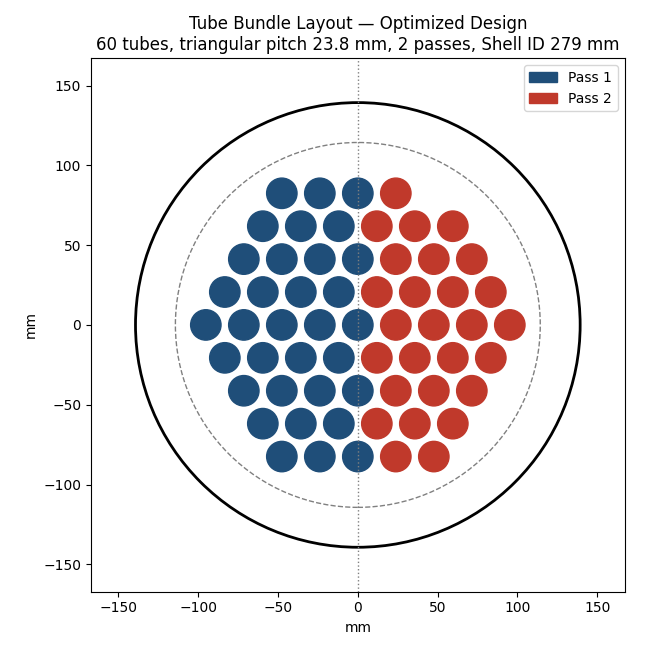 Tube Bundle Layout — Optimized Design
60 tubes, triangular pitch 23.8 mm, 2 passes, Shell ID 279 mm
Pass 1
Pass 2
150
100
50
0
−50
−100
−150
mm
−150
−100
−50
0
50
100
150
mm